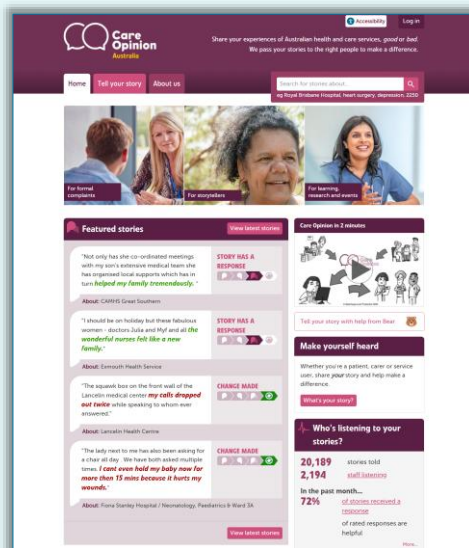 Accessibility
Log in
Care
Opinion
Australia
Share your experiences of Australian health and care services, good or bad.
We pass your stories to the right people to make a difference.
Home
Tell your story
About us
Search for stories about
eg Royal Brisbane Hospital, heart surgery, depression, 2250
For formal
complaints
For storytellers
For learning,
research and events
Featured stories
View latest stories
"Not only has she co-ordinated meetings
with my son's extensive medical team she
has organised local supports which has in
turn helped my family tremendously. "
STORY HAS A
RESPONSE
About: CAMHS Great Southern
"I should be on holiday but these fabulous
women - doctors Julia and Myf and all the
wonderful nurses felt like a new
family."
STORY HAS A
RESPONSE
About: Exmouth Health Service
"The squawk box on the front wall of the
Lancelin medical center my calls dropped
out twice while speaking to whom ever
answered."
CHANGE MADE
About: Lancelin Health Centre
"The lady next to me has also been asking for
a chair all day . We have both asked multiple
times. I cant even hold my baby now for
more than 15 mins because it hurts my
wounds."
CHANGE MADE
About: Fiona Stanley Hospital / Neonatology, Paediatrics & Ward 3A
View latest stories
Care Opinion in 2 minutes
Tell your story with help from Bear
Make yourself heard
Whether you're a patient, carer or service
user, share your story and help make a
difference.
What's your story?
Who's listening to your
stories?
20,189 stories told
2,194 staff listening
In the past month...
72% of stories received a
response
of rated responses are
helpful
More...